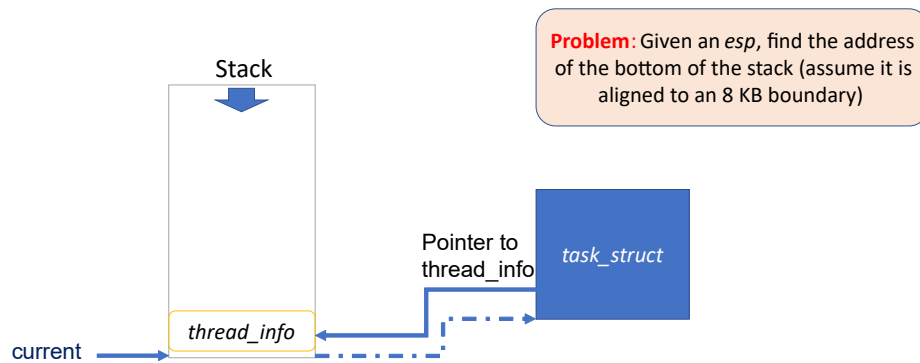 Problem: Given an esp, find the address
of the bottom of the stack (assume it is
aligned to an 8 KB boundary)
Stack
Pointer to
thread_info
task_struct
thread_info
current